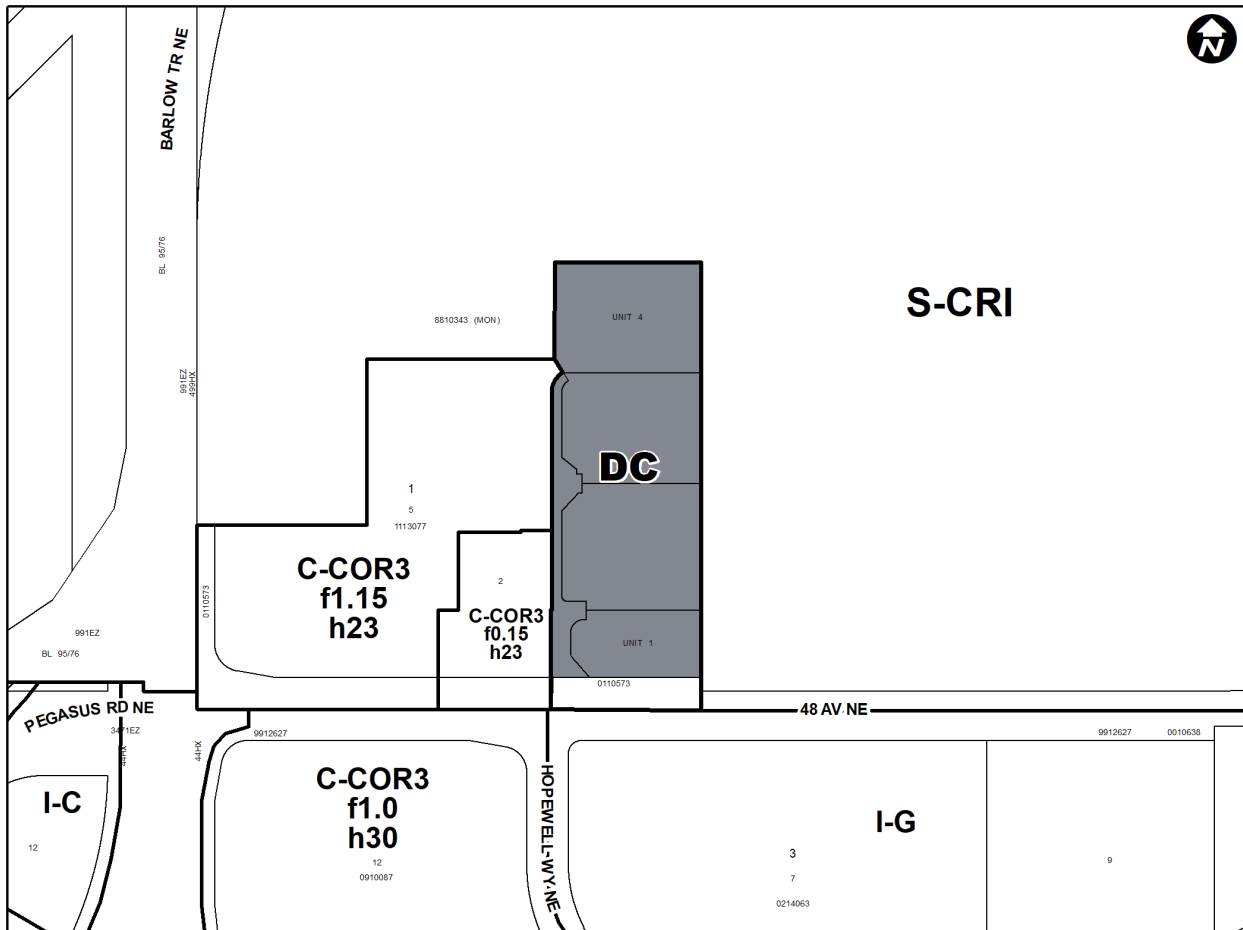 N
BARLOW TR NE
BL 95/76
S-CRI
UNIT 4
8810343 (MON)
991EZ
499HX
DC
1
5
1113077
C-COR3
f1.15
h23
2
C-COR3
f0.15
h23
0110573
UNIT 1
991EZ
BL 95/76
0110573
PEGASUS RD NE
48 AV NE
3471EZ
44HX
44HX
9912627
9912627
0010638
HOPEWELL WY NE
C-COR3
f1.0
h30
12
0910087
I-C
12
I-G
3
7
0214063
9